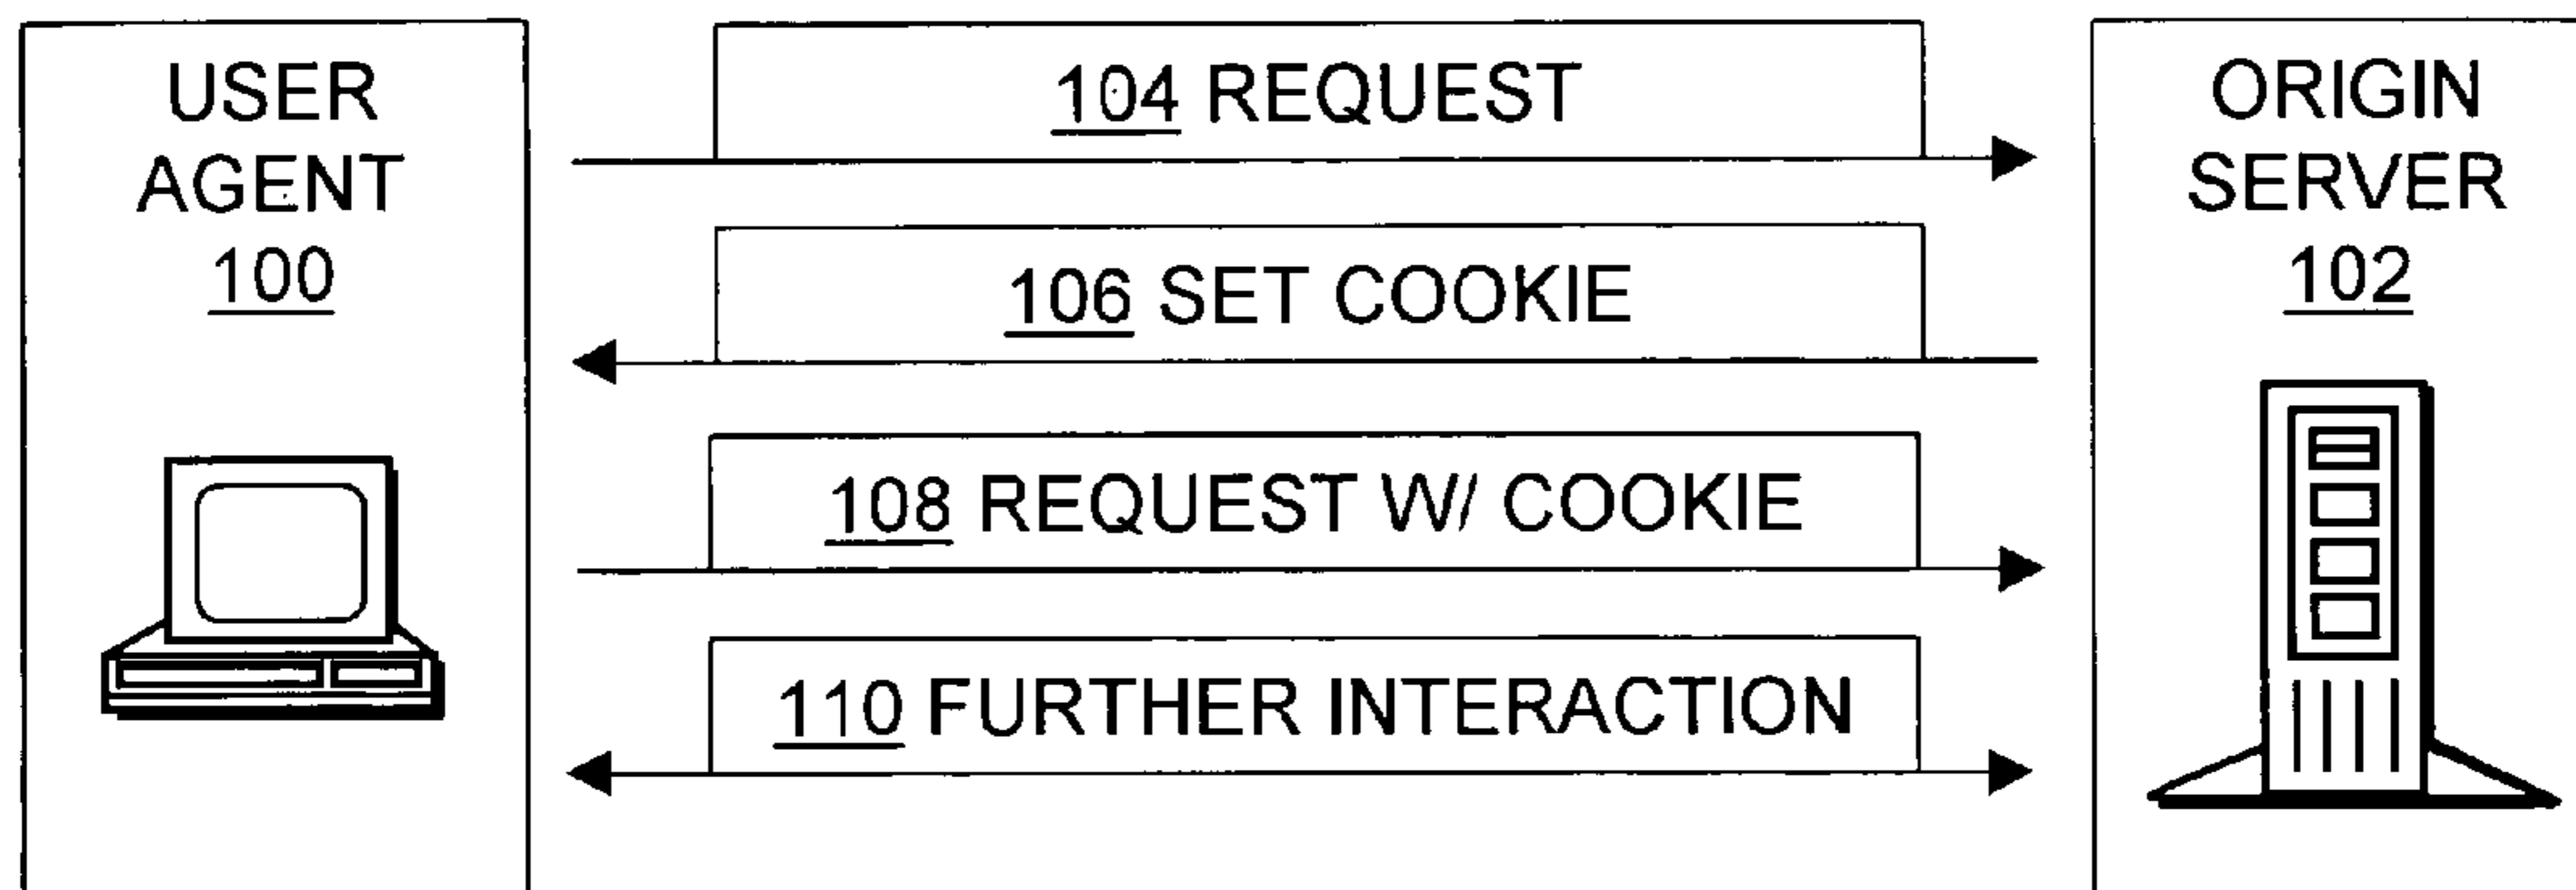 USER
AGENT
100
104 REQUEST
106 SET COOKIE
108 REQUEST W/ COOKIE
110 FURTHER INTERACTION
ORIGIN
SERVER
102